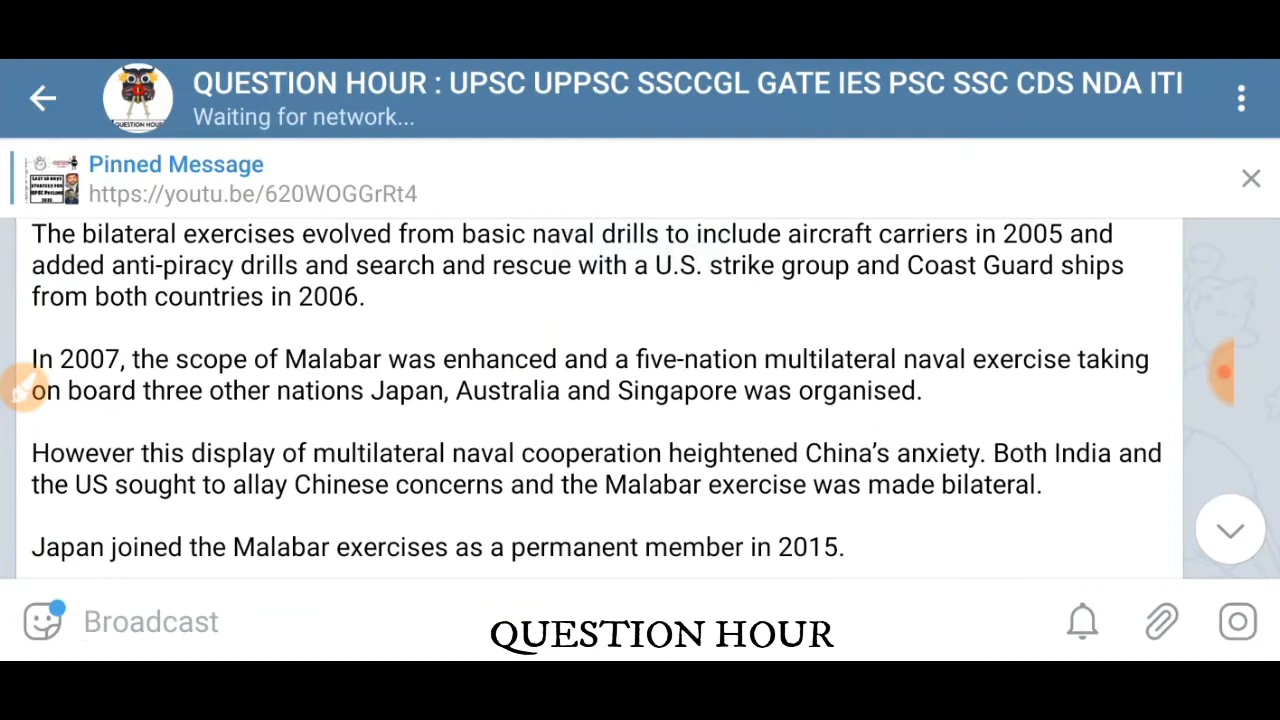 QUESTION HOUR : UPSC UPPSC SSCCGL GATE IES PSC SSC CDS NDA ITI
Waiting for network...
QUESTION HOUR
Pinned Message
https://youtu.be/620WOGGrRt4
The bilateral exercises evolved from basic naval drills to include aircraft carriers in 2005 and
added anti-piracy drills and search and rescue with a U.S. strike group and Coast Guard ships
from both countries in 2006.
In 2007, the scope of Malabar was enhanced and a five-nation multilateral naval exercise taking
on board three other nations Japan, Australia and Singapore was organised.
However this display of multilateral naval cooperation heightened China’s anxiety. Both India and
the US sought to allay Chinese concerns and the Malabar exercise was made bilateral.
Japan joined the Malabar exercises as a permanent member in 2015.
Broadcast
QUESTION HOUR